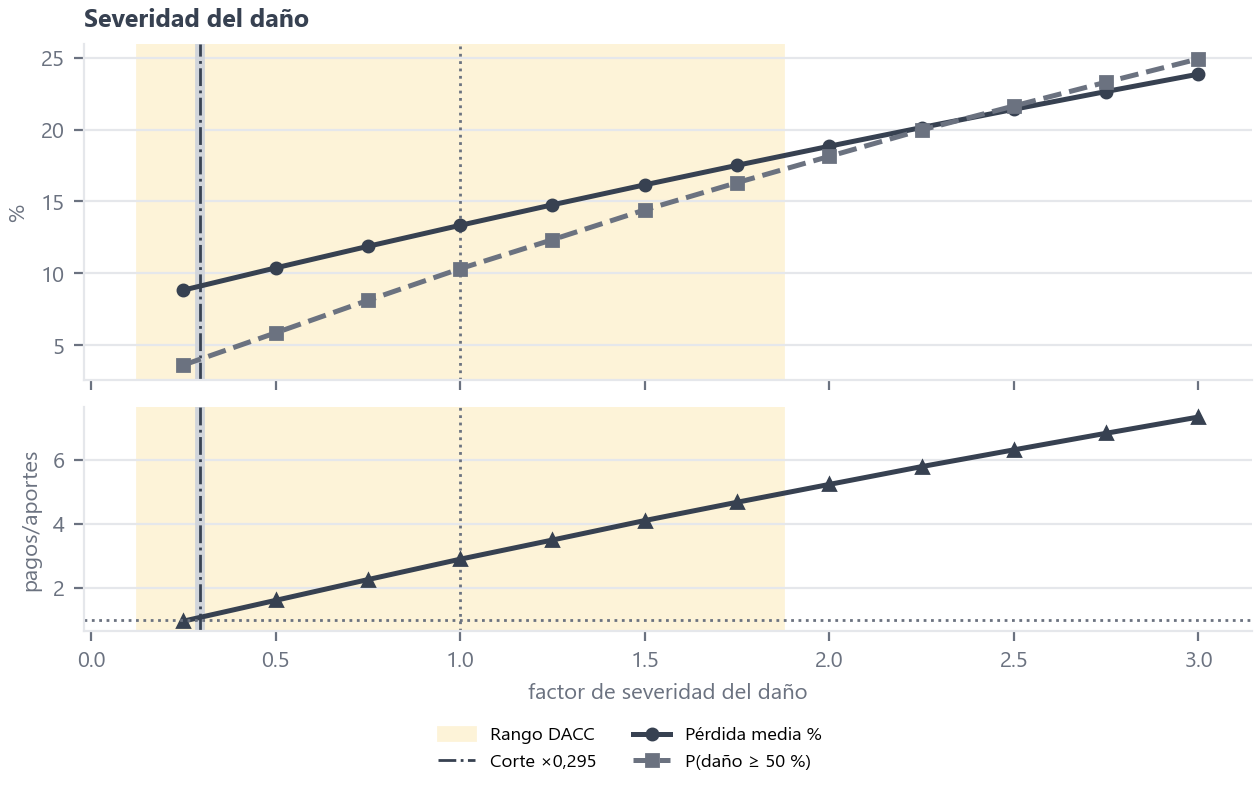 Severidad del daño
25
20
15
10
5
%
6
4
2
pagos/aportes
0.0 0.5 1.0 1.5 2.0 2.5 3.0
factor de severidad del daño
Rango DACC Pérdida media %
Corte ×0,295 P(daño ≥ 50 %)